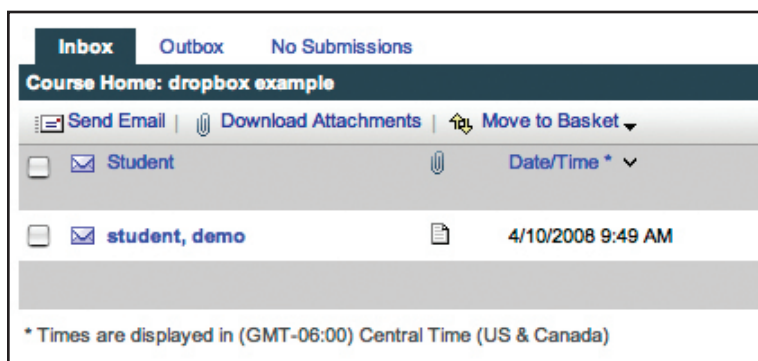 Inbox Outbox No Submissions
Course Home: dropbox example
Send Email | Download Attachments | Move to Basket
Student Date/Time *
student, demo 4/10/2008 9:49 AM
* Times are displayed in (GMT-06:00) Central Time (US & Canada)